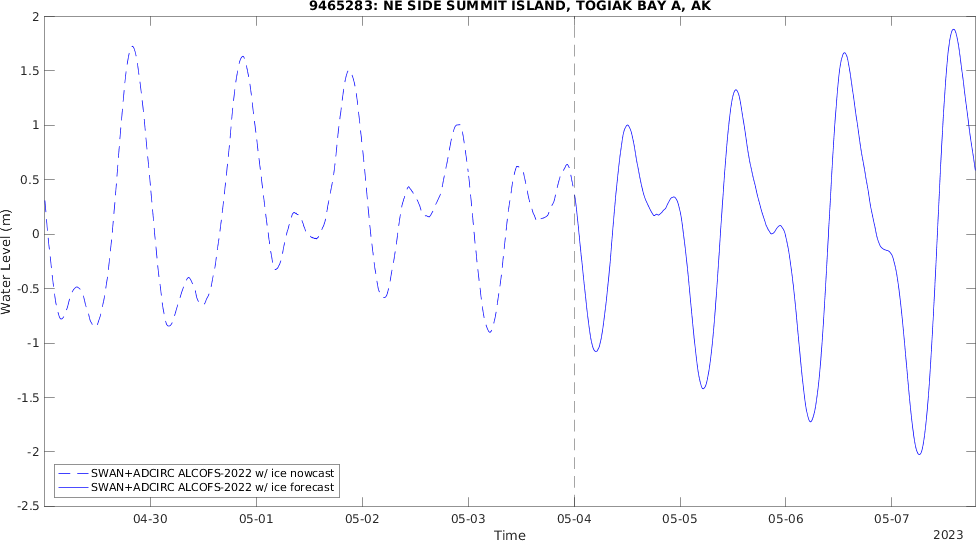 9465283: NE SIDE SUMMIT ISLAND, TOGIAK BAY A, AK
2
1.5
1
0.5
0
-0.5
-1
-1.5
-2
-2.5
Water Level (m)
SWAN+ADCIRC ALCOFS-2022 w/ ice nowcast
SWAN+ADCIRC ALCOFS-2022 w/ ice forecast
04-30 05-01 05-02 05-03 05-04 05-05 05-06 05-07
Time
2023